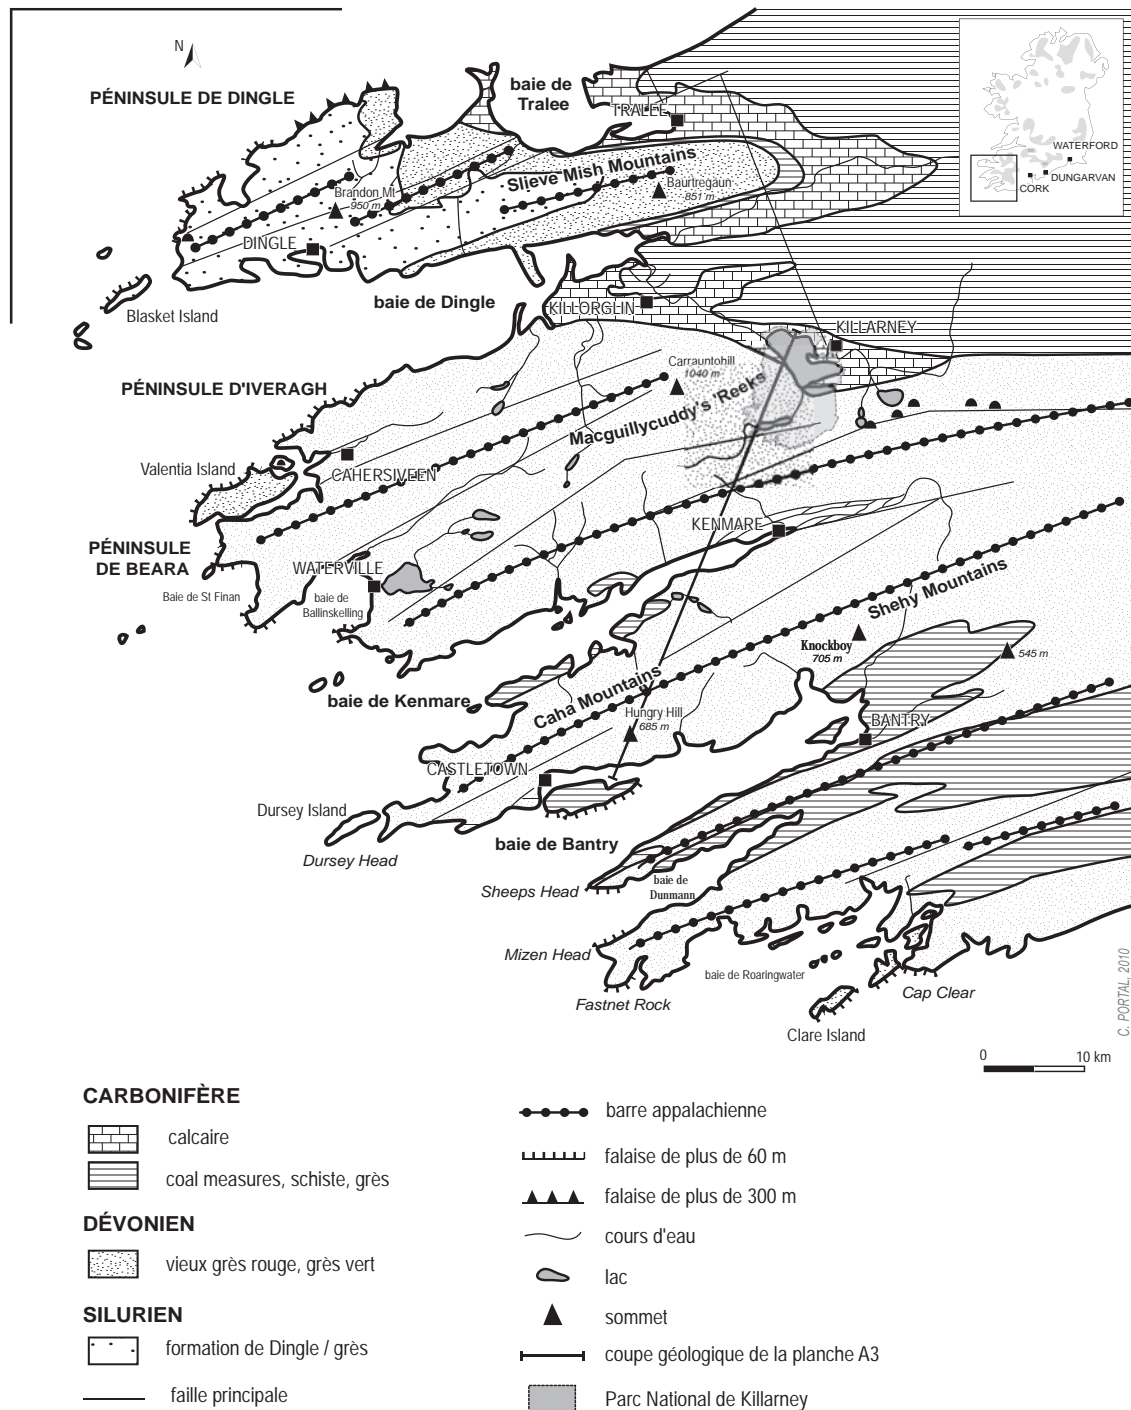 N
PÉNINSULE DE DINGLE
baie de
Tralee
TRALEE
WATERFORD
DUNGARVAN
CORK
Slieve Mish Mountains
Brandon Mt
950 m
Baurtregaun
851 m
DINGLE
baie de Dingle
Blasket Island
KILLORGLIN
KILLARNEY
Carrauntohill
1040 m
PÉNINSULE D'IVERAGH
Macguillycuddy's 'Reeks
Valentia Island
CAHERSIVEEN
KENMARE
PÉNINSULE
DE BEARA
WATERVILLE
Baie de St Finan
baie de
Ballinskelling
Shehy Mountains
Knockboy
705 m
545 m
baie de Kenmare
Caha Mountains
Hungry Hill
685 m
BANTRY
CASTLETOWN
Dursey Island
baie de Bantry
Dursey Head
Sheeps Head
baie de
Dunmann
Mizen Head
baie de Roaringwater
Fastnet Rock
Cap Clear
Clare Island
C. PORTAL, 2010
0 10 km
CARBONIFÈRE
calcaire
coal measures, schiste, grès
DÉVONIEN
vieux grès rouge, grès vert
SILURIEN
formation de Dingle / grès
faille principale
barre appalachienne
falaise de plus de 60 m
falaise de plus de 300 m
cours d'eau
lac
sommet
coupe géologique de la planche A3
Parc National de Killarney